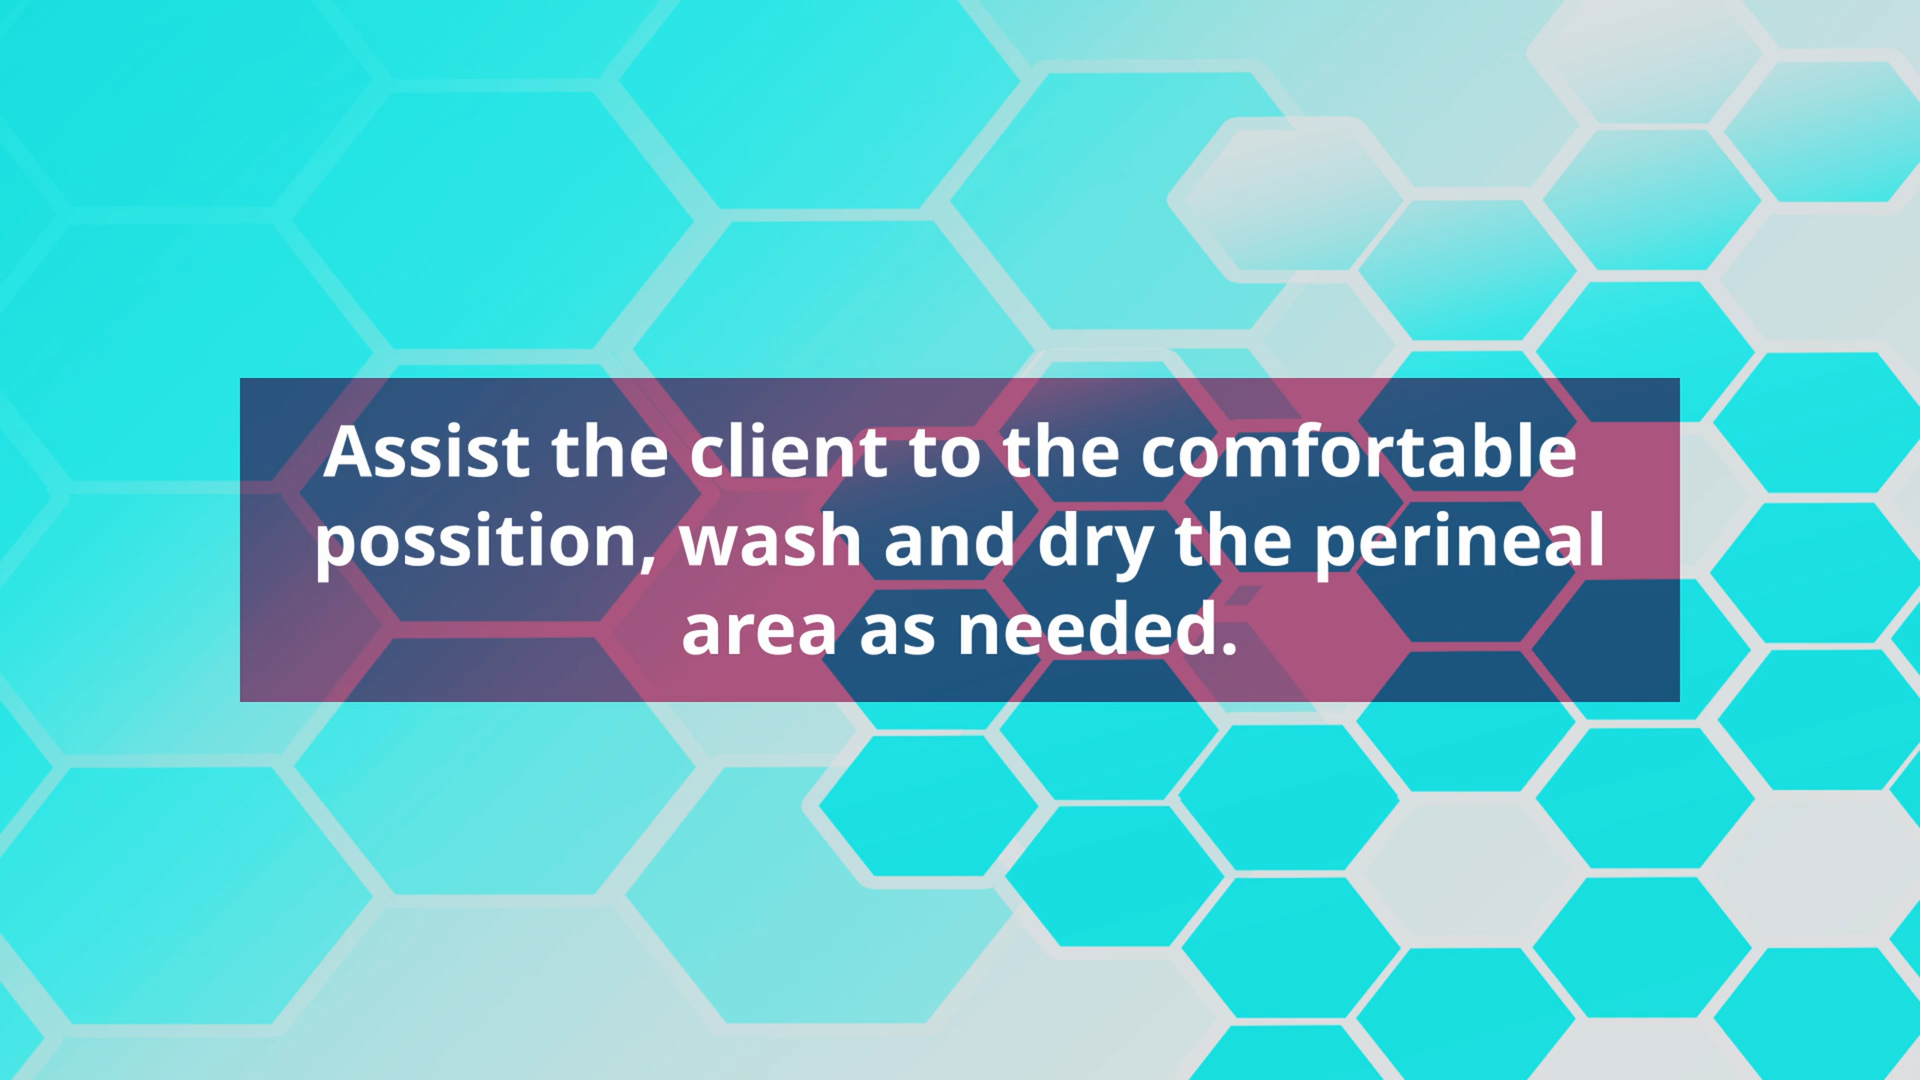 Assist the client to the comfortable
possition, wash and dry the perineal
area as needed.